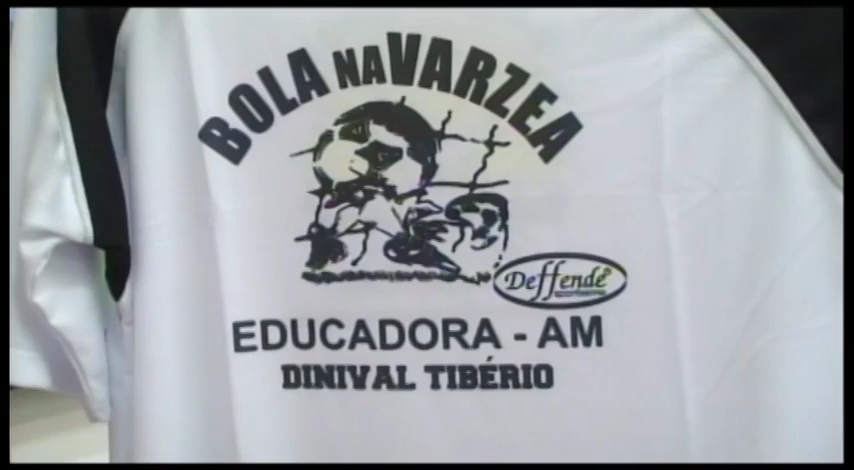 BOLA NA VARZEA
Deffende
EDUCADORA - AM
DINIVAL TIBÉRIO